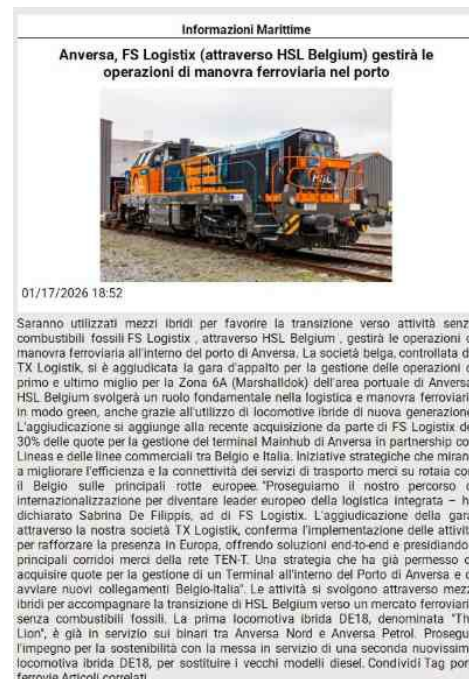 Informazioni Marittime
Anversa, FS Logistix (attraverso HSL Belgium) gestirà le
operazioni di manovra ferroviaria nel porto
HSL
01/17/2026 18:52
Saranno utilizzati mezzi ibridi per favorire la transizione verso attività senz
combustibili fossili FS Logistix , attraverso HSL Belgium , gestirà le operazioni d
manovra ferroviaria all'interno del porto di Anversa. La società belga, controllata d
TX Logistik, si è aggiudicata la gara d'appalto per la gestione delle operazioni d
primo e ultimo miglio per la Zona 6A (Marshalldok) dell'area portuale di Anversa
HSL Belgium svolgerà un ruolo fondamentale nella logistica e manovra ferroviari
in modo green, anche grazie all'utilizzo di locomotive ibride di nuova generazione
L'aggiudicazione si aggiunge alla recente acquisizione da parte di FS Logistix de
30% delle quote per la gestione del terminal Mainhub di Anversa in partnership co
Lineas e delle linee commerciali tra Belgio e Italia. Iniziative strategiche che miran
a migliorare l'efficienza e la connettività dei servizi di trasporto merci su rotaia co
il Belgio sulle principali rotte europee. "Proseguiamo il nostro percorso d
internazionalizzazione per diventare leader europeo della logistica integrata – h
dichiarato Sabrina De Filippis, ad di FS Logistix. L'aggiudicazione della gara
attraverso la nostra società TX Logistik, conferma l'implementazione delle attivit
per rafforzare la presenza in Europa, offrendo soluzioni end-to-end e presidiando
principali corridoi merci della rete TEN-T. Una strategia che ha già permesso d
acquisire quote per la gestione di un Terminal all'interno del Porto di Anversa e d
avviare nuovi collegamenti Belgio-Italia". Le attività si svolgono attraverso mezz
ibridi per accompagnare la transizione di HSL Belgium verso un mercato ferroviari
senza combustibili fossili. La prima locomotiva ibrida DE18, denominata "Th
Lion", è già in servizio sui binari tra Anversa Nord e Anversa Petrol. Prosegu
l'impegno per la sostenibilità con la messa in servizio di una seconda nuovissim
locomotiva ibrida DE18, per sostituire i vecchi modelli diesel. Condividi Tag por
ferrovie Articoli correlati